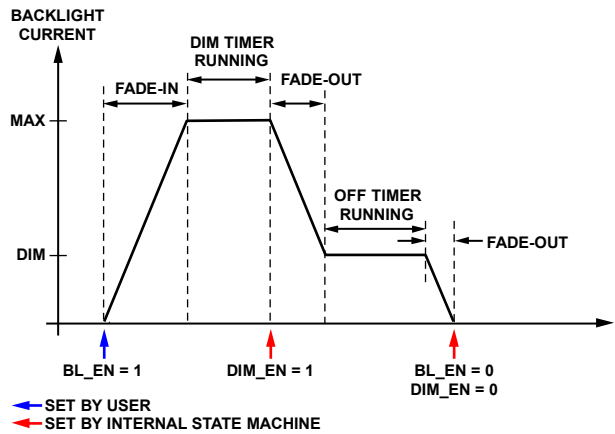 BACKLIGHT
CURRENT
DIM TIMER
RUNNING
FADE-IN
FADE-OUT
MAX
OFF TIMER
RUNNING
FADE-OUT
DIM
BL_EN = 1
DIM_EN = 1
BL_EN = 0
DIM_EN = 0
SET BY USER
SET BY INTERNAL STATE MACHINE